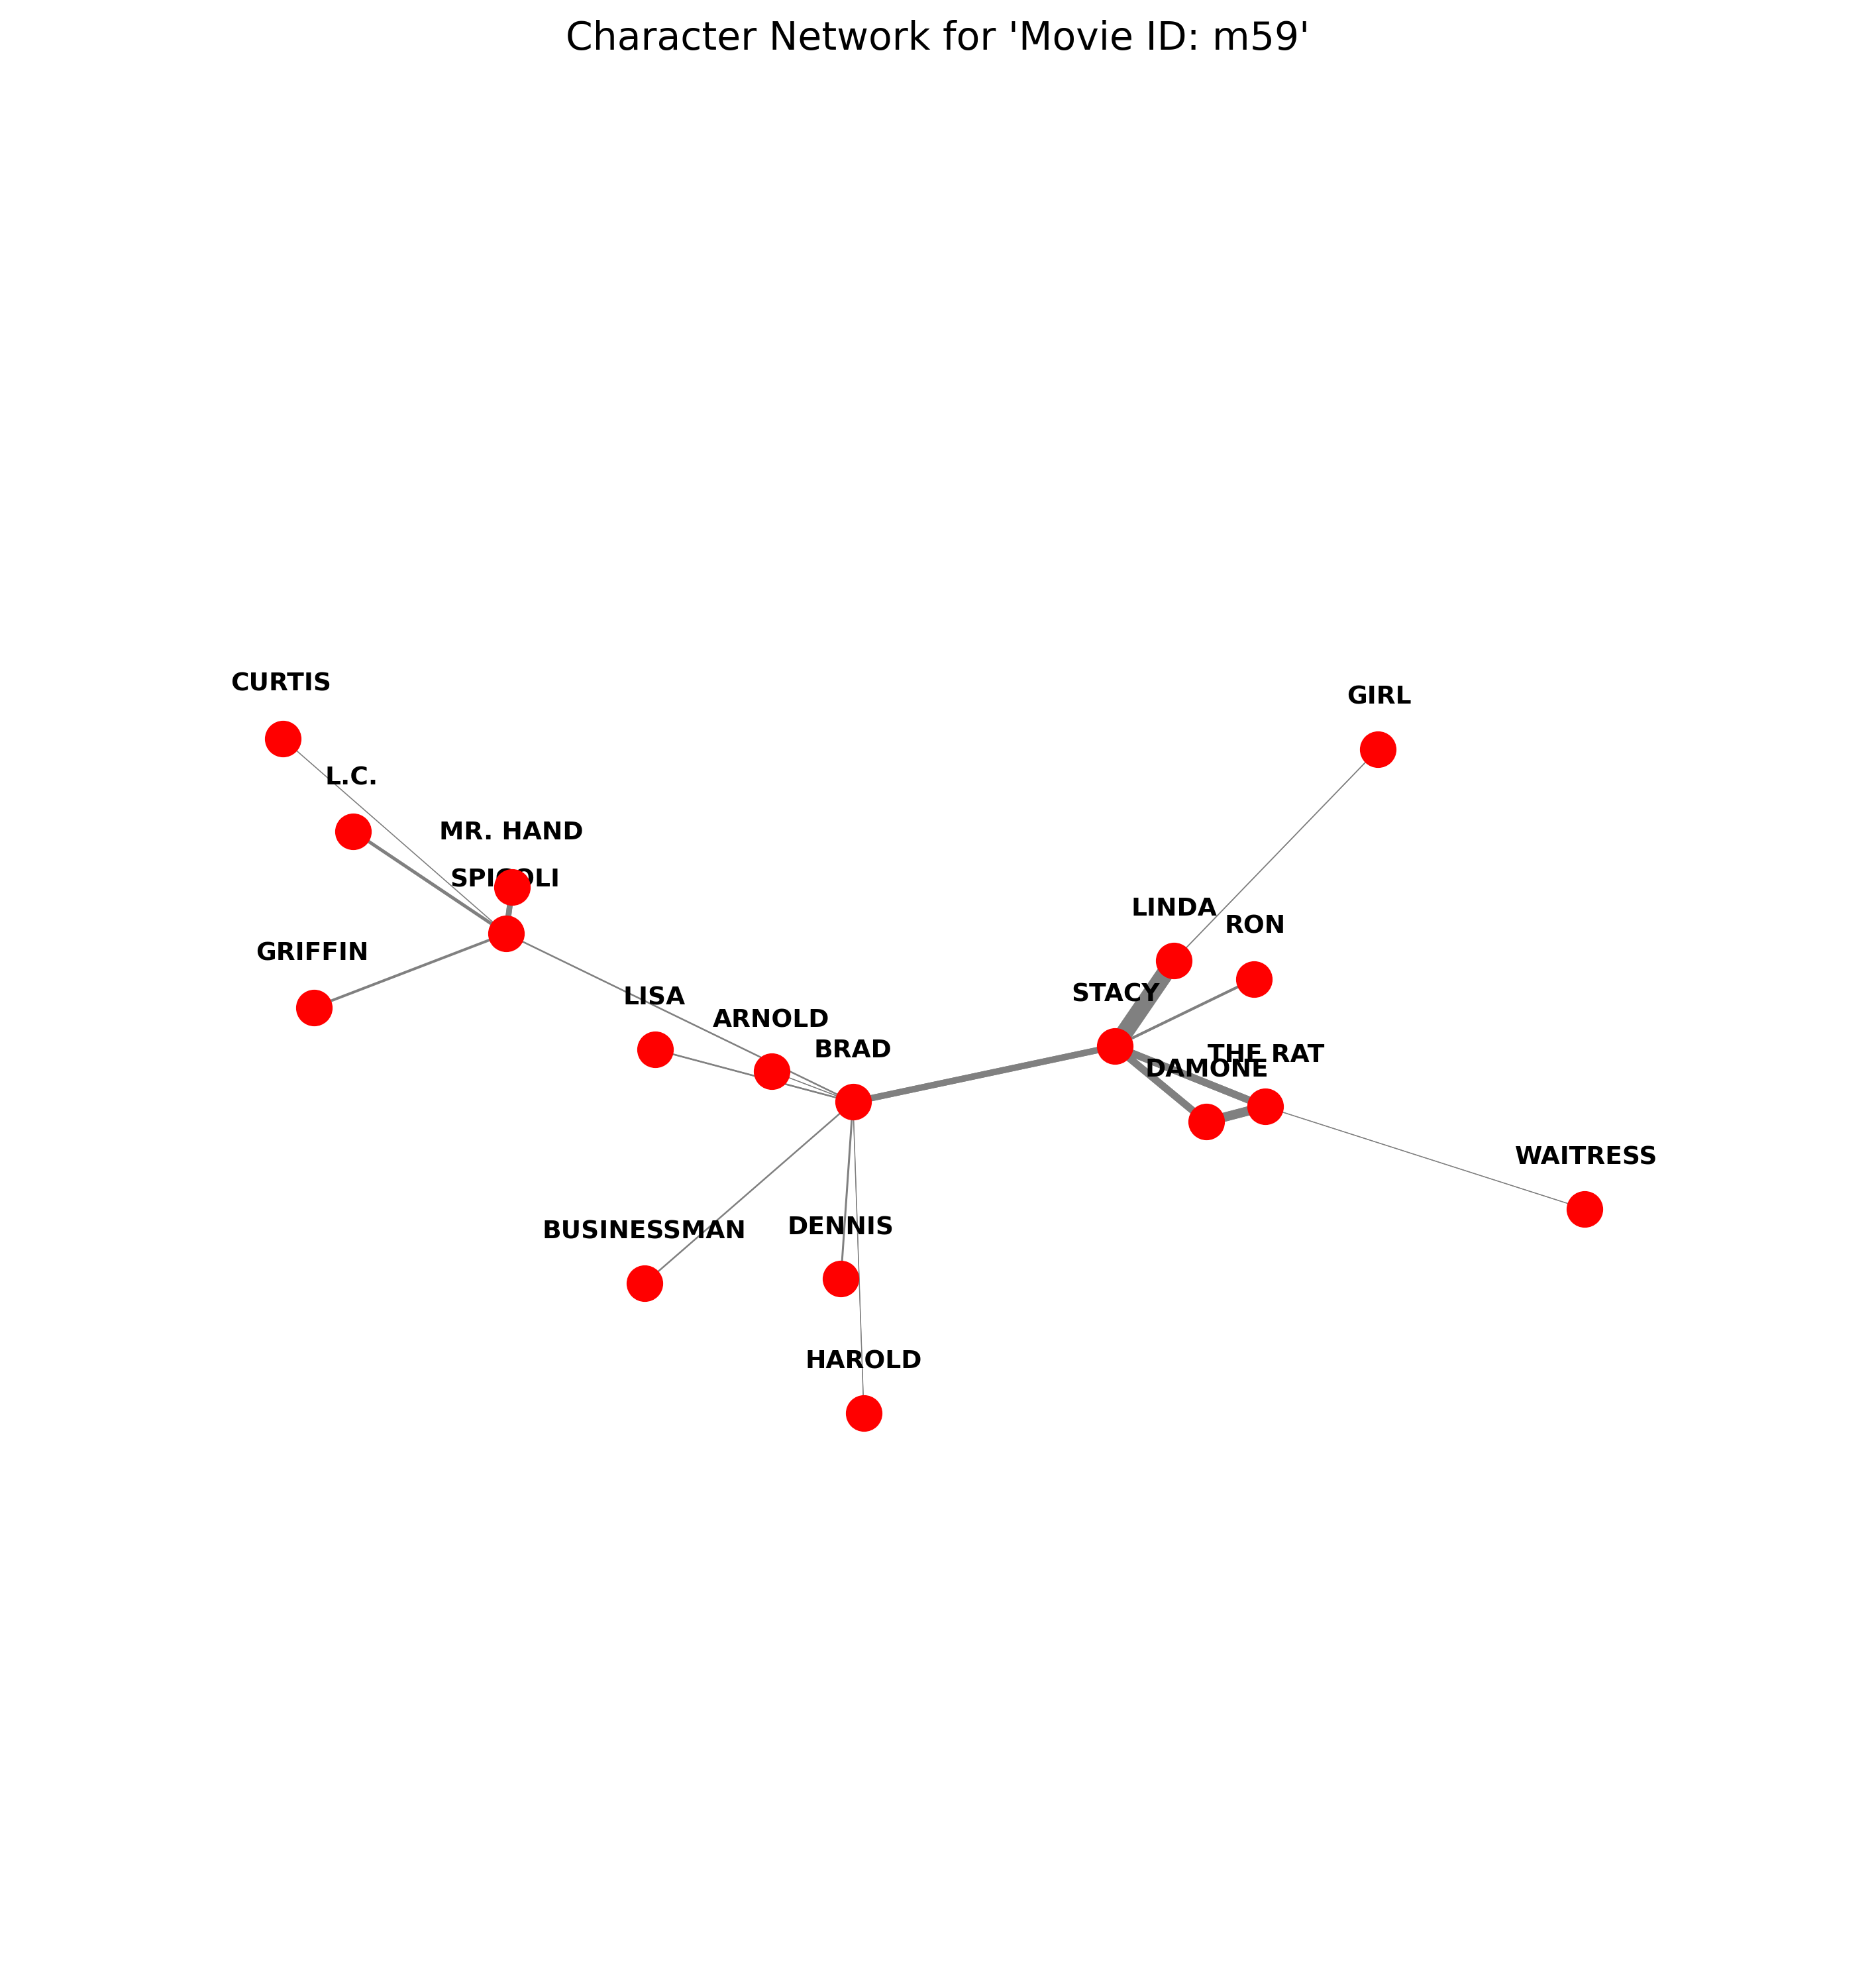 Character Network for 'Movie ID: m59'
CURTIS
GIRL
L.C.
MR. HAND
SPICOLI
LINDA
RON
GRIFFIN
STACY
LISA
ARNOLD
BRAD
THE RAT
DAMONE
WAITRESS
DENNIS
BUSINESSMAN
HAROLD